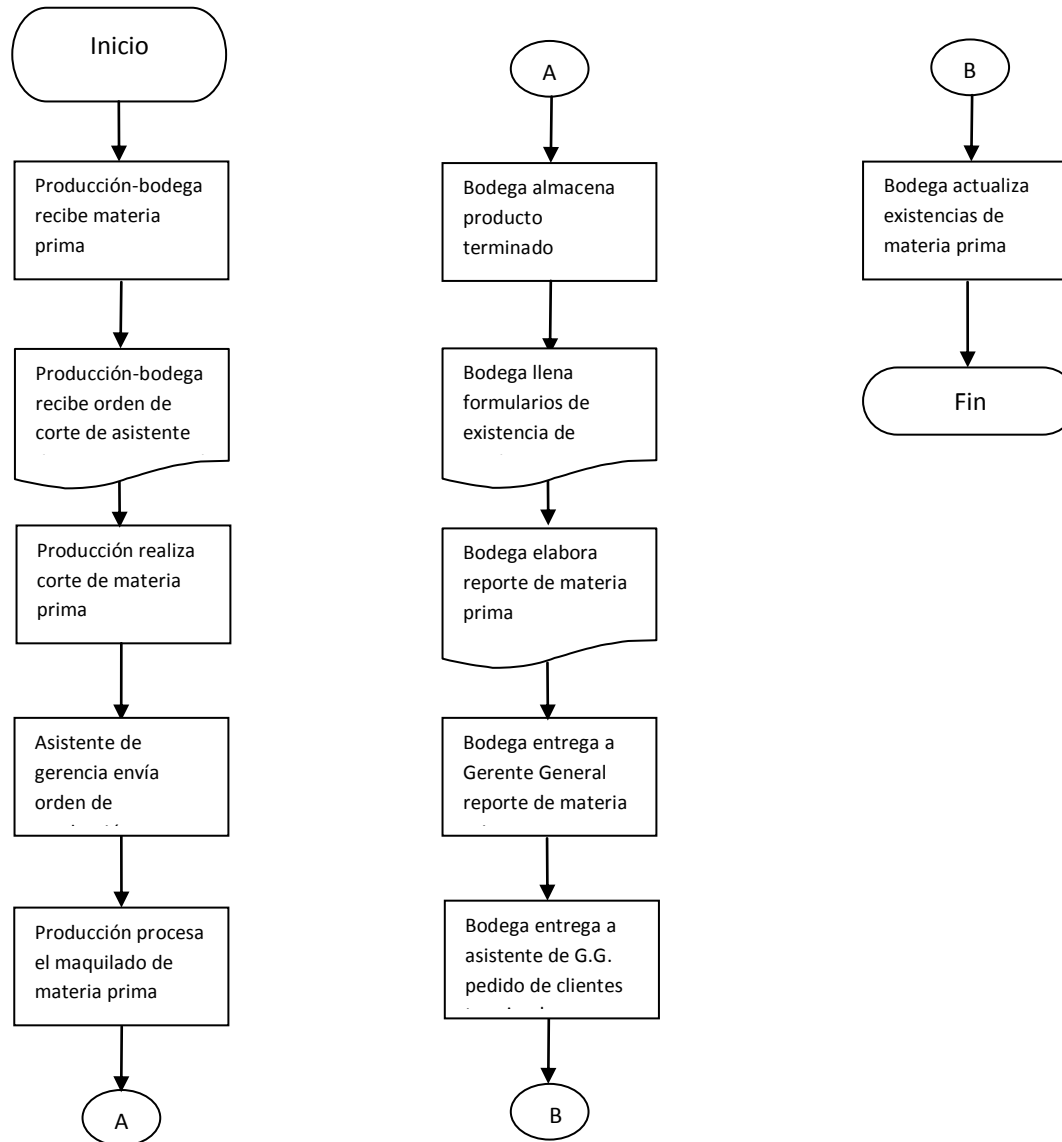 Inicio
Producción-bodega
recibe materia
prima
Producción-bodega
recibe orden de
corte de asistente
Producción realiza
corte de materia
prima
Asistente de
gerencia envía
orden de
Producción procesa
el maquilado de
materia prima
A
A
Bodega almacena
producto
terminado
Bodega llena
formularios de
existencia de
Bodega elabora
reporte de materia
prima
Bodega entrega a
Gerente General
reporte de materia
Bodega entrega a
asistente de G.G.
pedido de clientes
B
B
Bodega actualiza
existencias de
materia prima
Fin